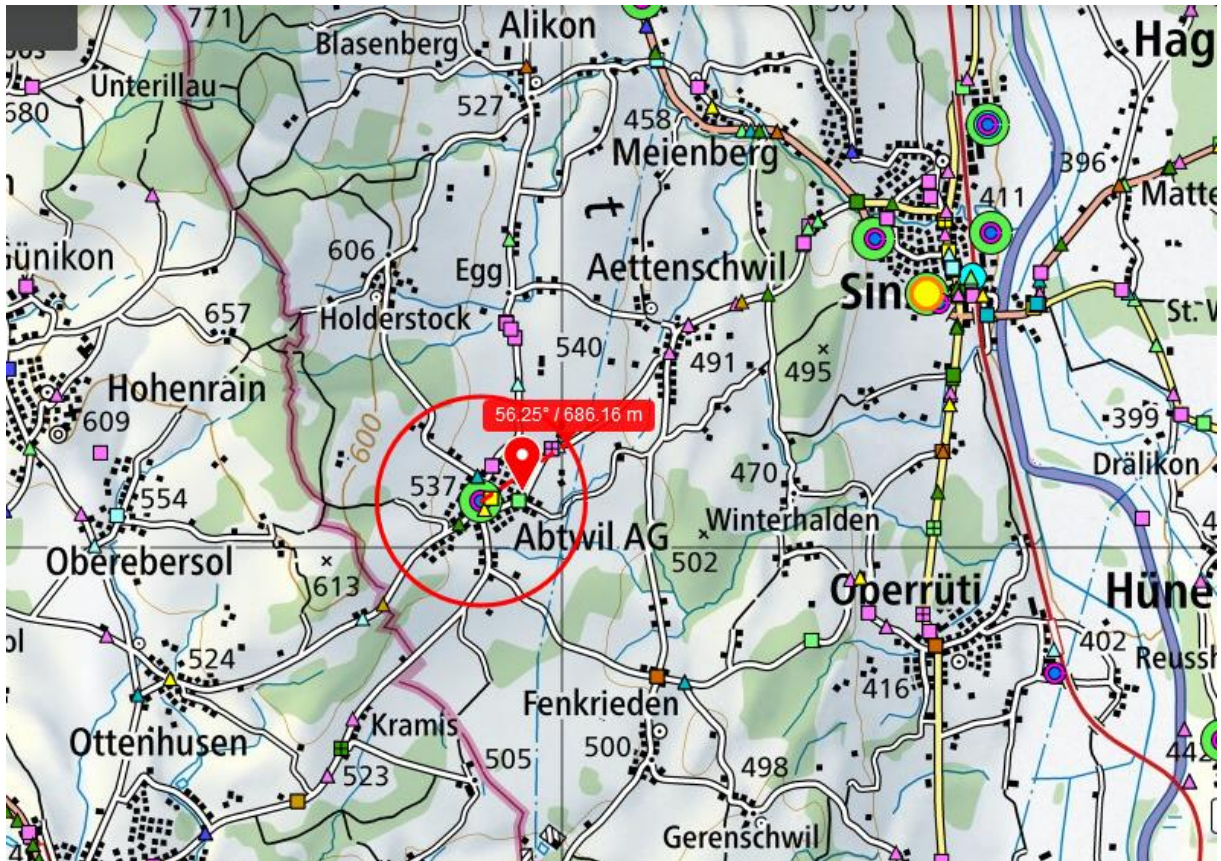 771
Alikon
Blasenberg
Hag
Unterillau
680
527
458
Meienberg
396
Matte
411
t
606
ünikon
Egg
Aettenschwil
Sin
St. W
657
Holderstock
540
491
495
Hohenrain
609
600
56.25° / 686.16 m
399
Drälikon
554
537
470
Winterhalden
Abtwil AG
502
Oberebersol
613
Oberrüti
Hüne
402
Reussh
524
416
Fenkrieden
Ottenhusen
Kramis
505
500
523
498
442
Gerenschwil